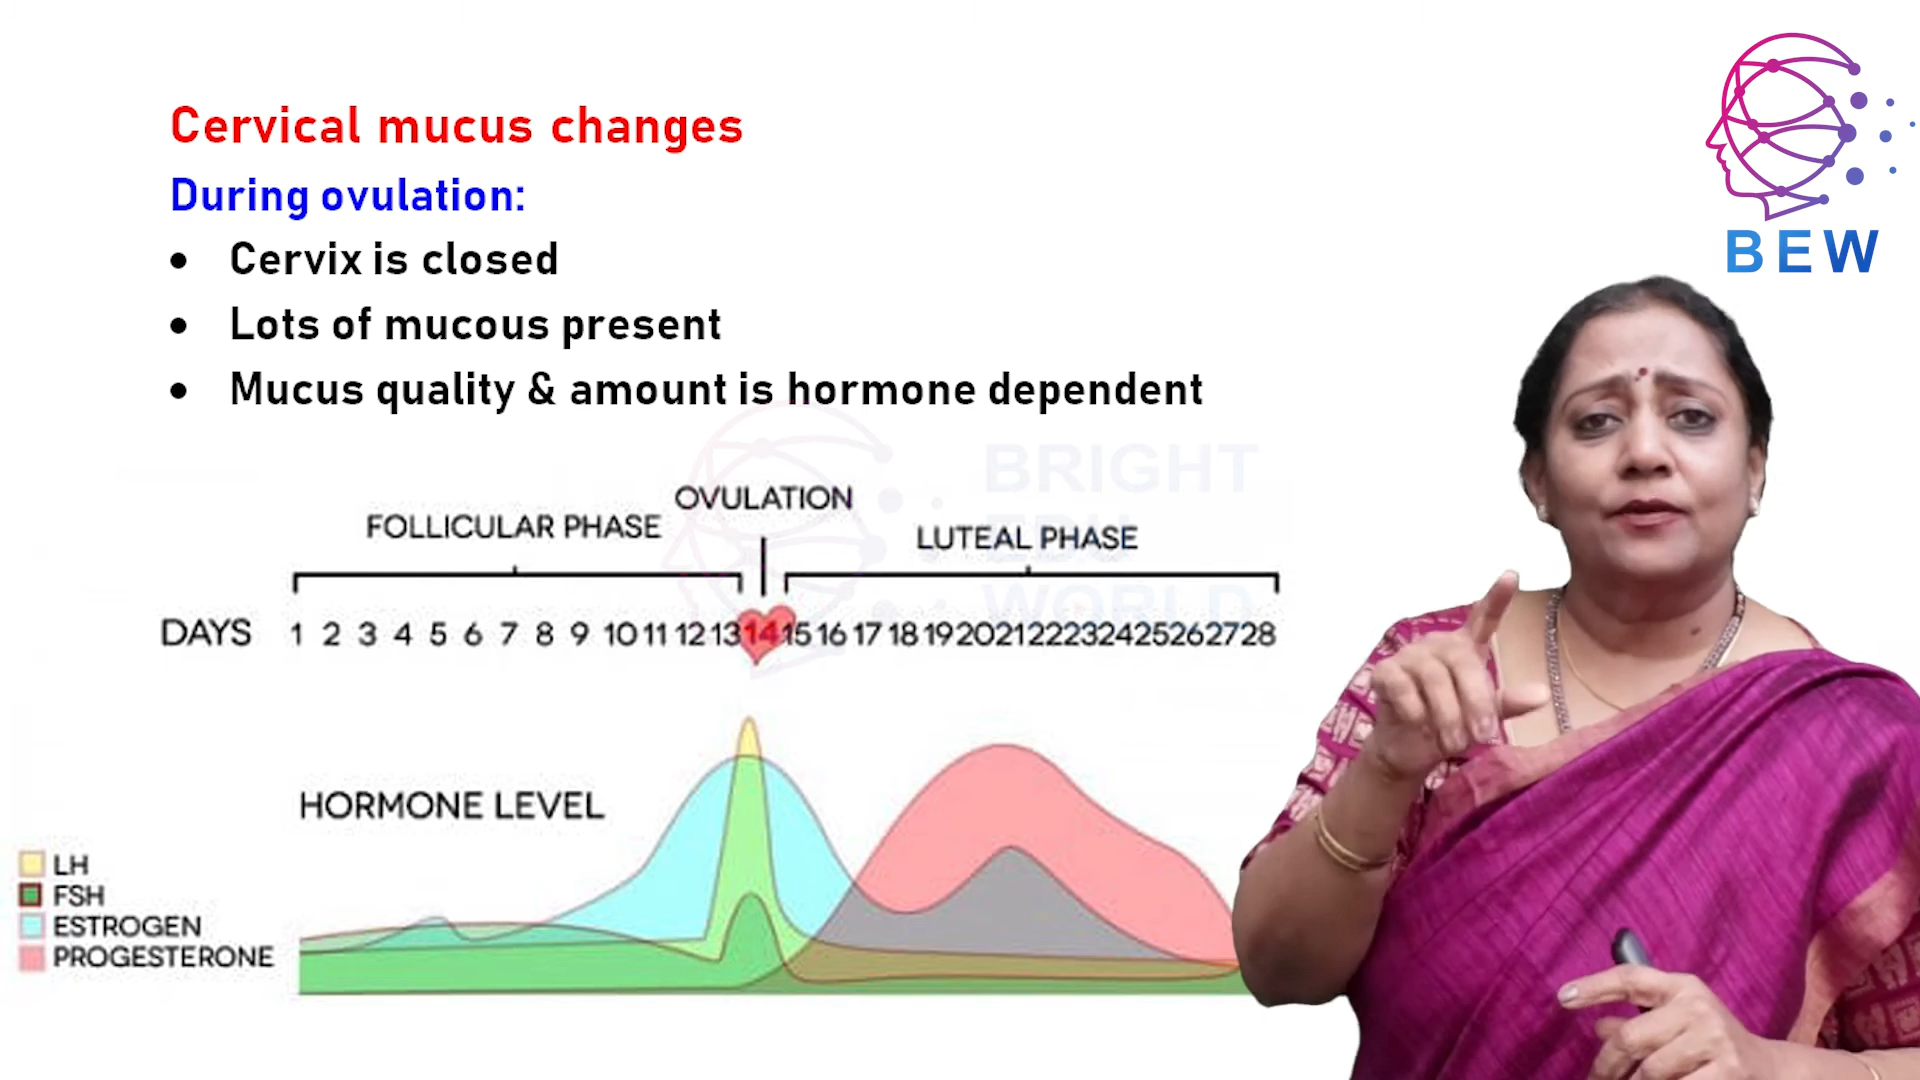 Cervical mucus changes
During ovulation:
• Cervix is closed
• Lots of mucous present
• Mucus quality & amount is hormone dependent
BEW
BRIGHT
EDU
WORLD
OVULATION
FOLLICULAR PHASE
LUTEAL PHASE
DAYS 1 2 3 4 5 6 7 8 9 10 11 12 13 14 15 16 17 18 19 20 21 22 23 24 25 26 27 28
HORMONE LEVEL
LH
FSH
ESTROGEN
PROGESTERONE